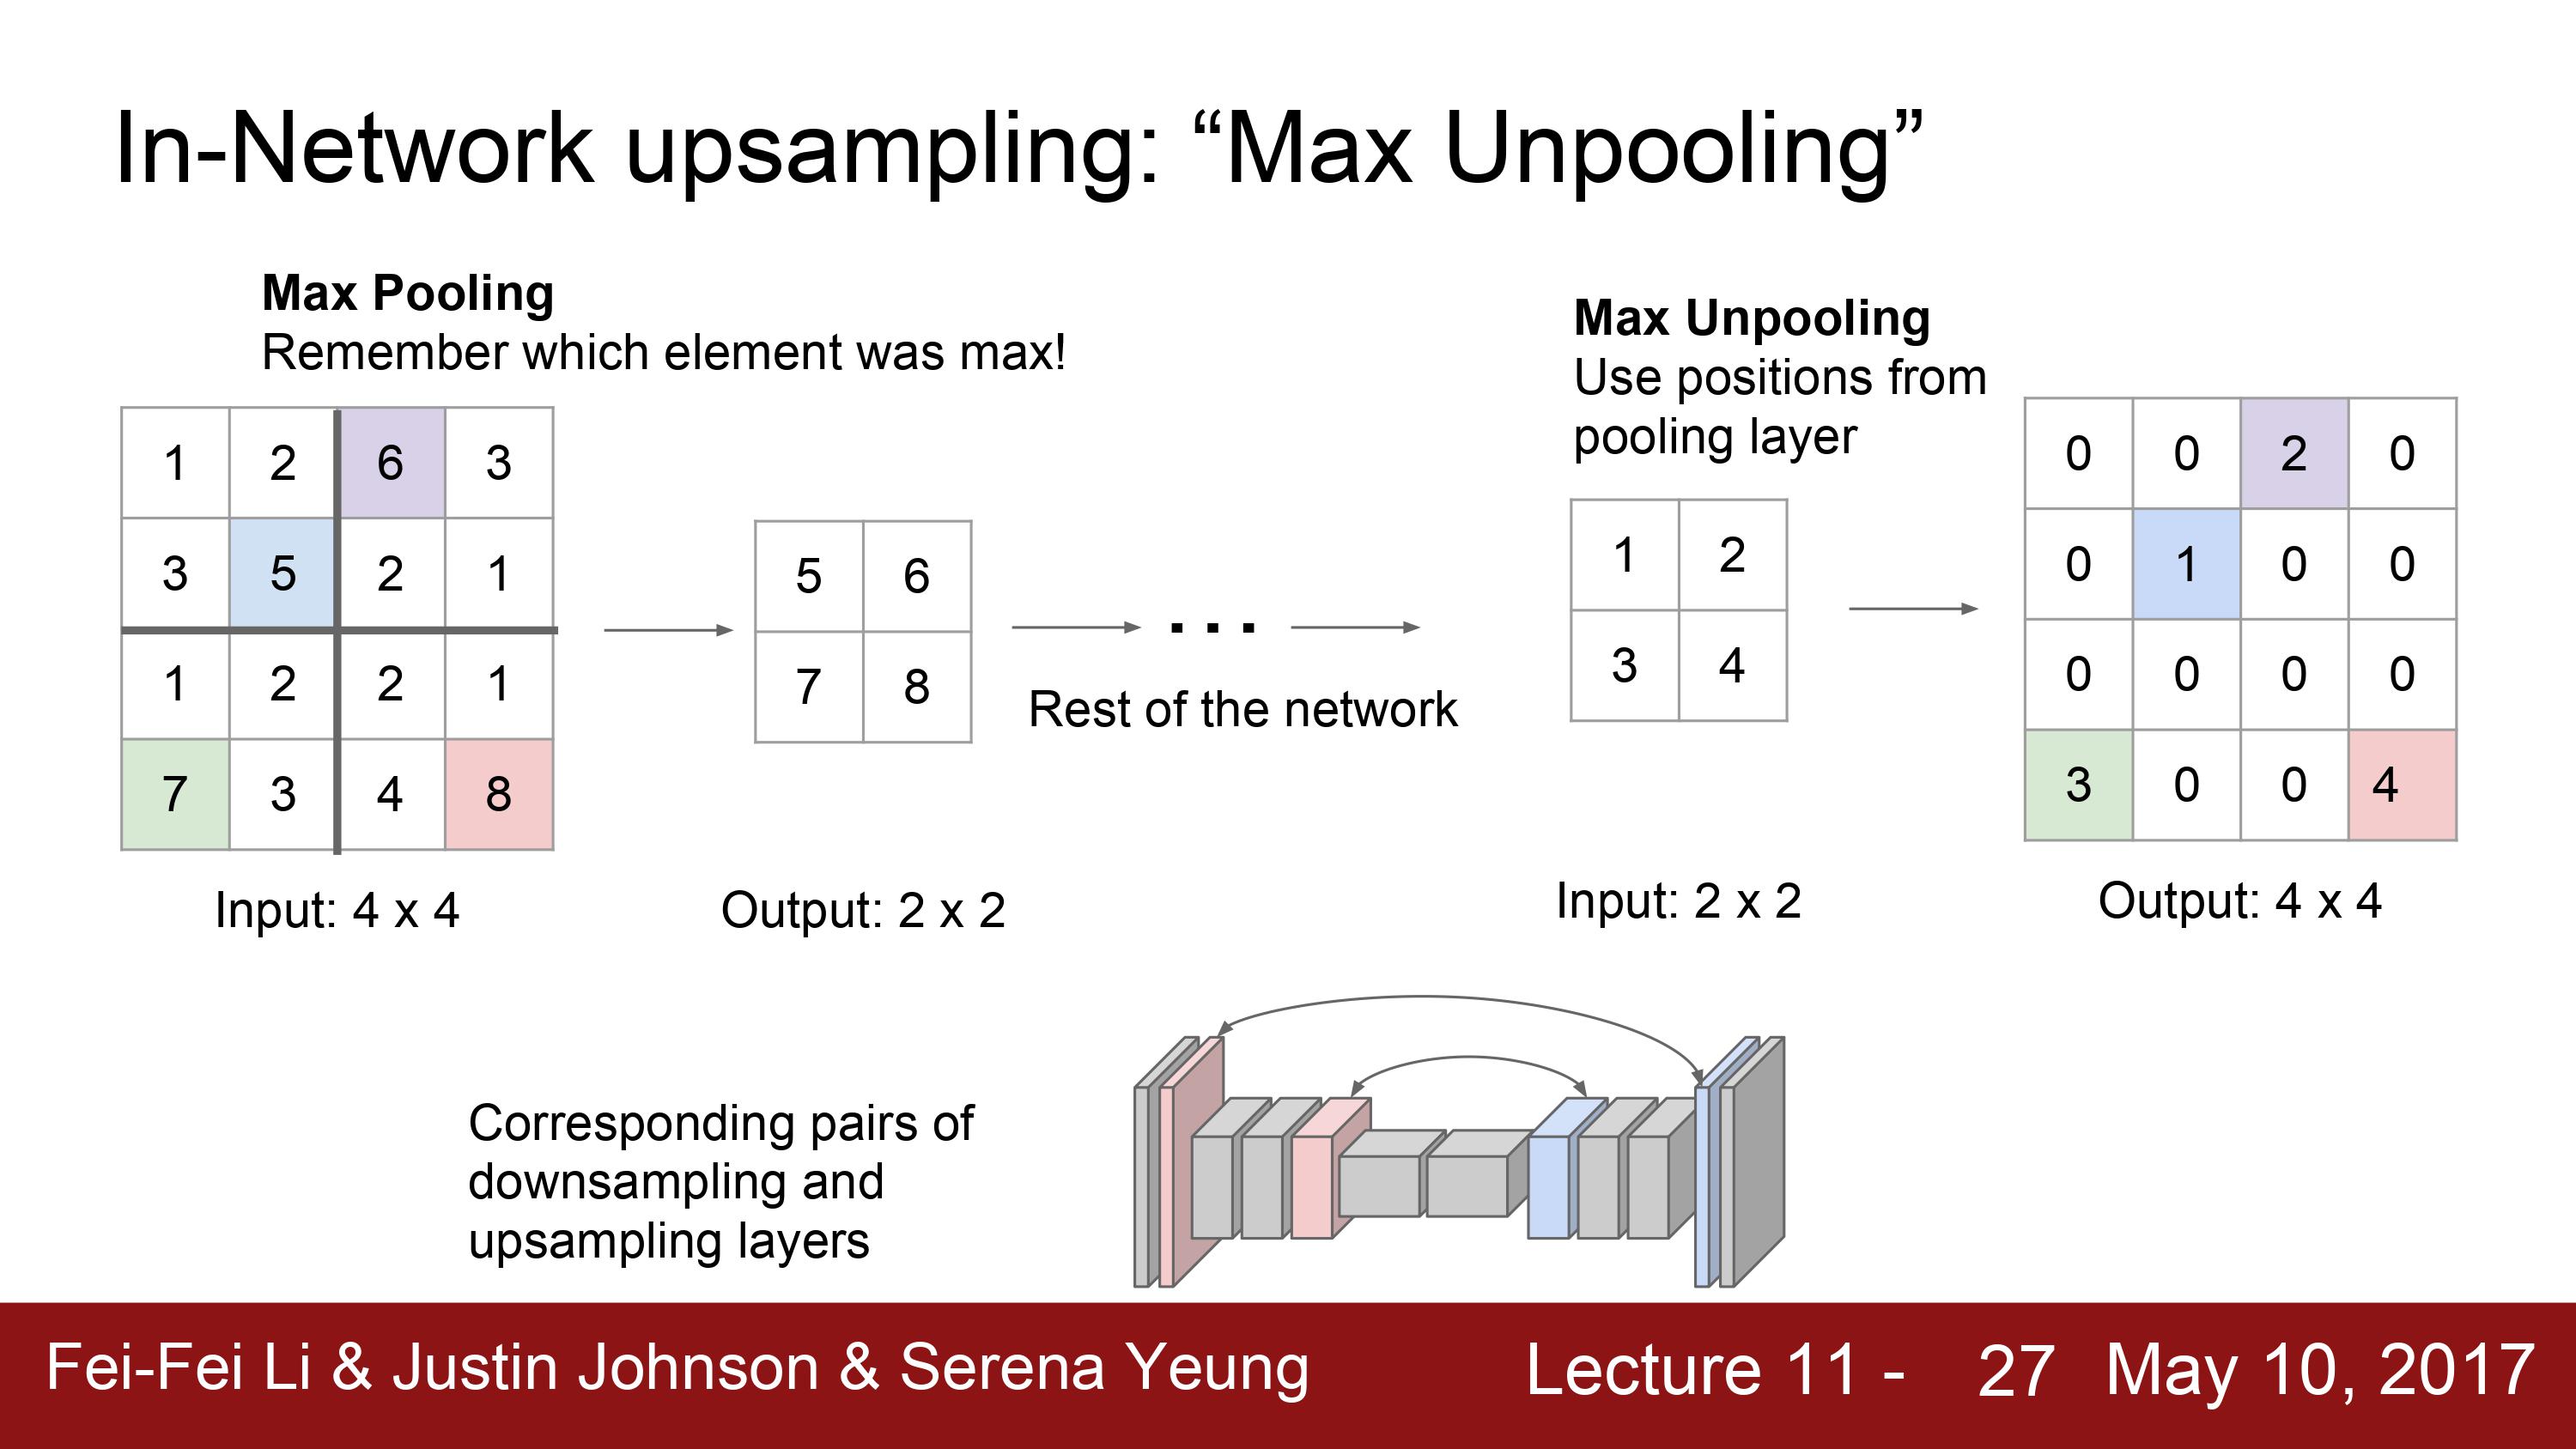 In-Network upsampling: “Max Unpooling”
Max Pooling
Remember which element was max!
1 2 6 3
3 5 2 1
1 2 2 1
7 3 4 8
Input: 4 x 4
5 6
7 8
Output: 2 x 2
. . .
Rest of the network
Max Unpooling
Use positions from
pooling layer
1 2
3 4
Input: 2 x 2
0 0 2 0
0 1 0 0
0 0 0 0
3 0 0 4
Output: 4 x 4
Corresponding pairs of
downsampling and
upsampling layers
Fei-Fei Li & Justin Johnson & Serena Yeung Lecture 11 - 27 May 10, 2017